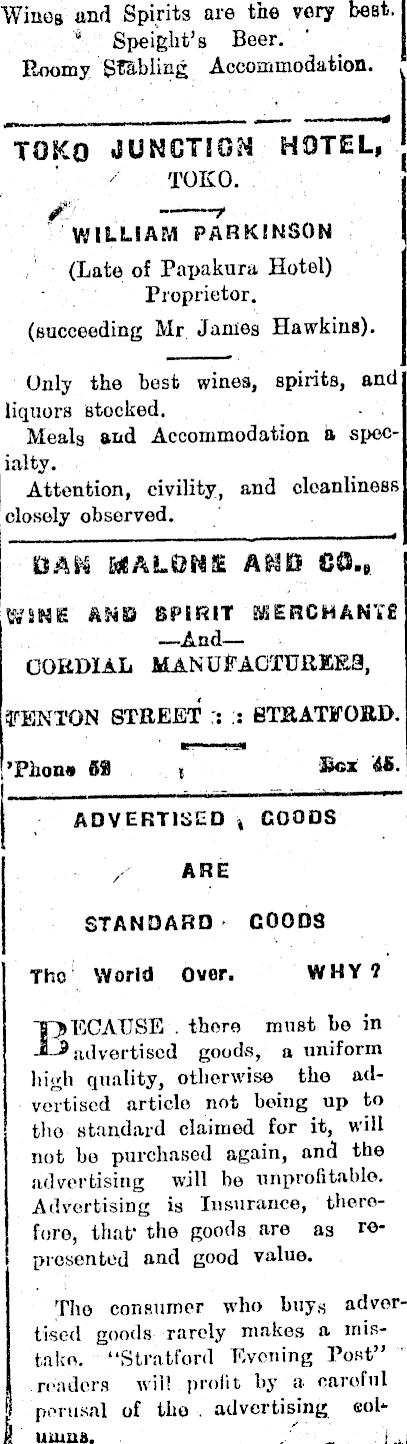 Wines and Spirits are the very best.
Speight's Beer.
Roomy Stabling Accommodation.
TOKO JUNCTION HOTEL,
TOKO.
WILLIAM PARKINSON
(Late of Papakura Hotel)
Proprietor.
(succeeding Mr James Hawkins).
Only the best wines, spirits, and
liquors stocked.
Meals and Accommodation a spec-
ialty.
Attention, civility, and cleanliness
closely observed.
DAN MALONE AND CO.,
WINE AND SPIRIT MERCHANTS
—And—
CORDIAL MANUFACTURERS,
FENTON STREET : : STRATFORD.
'Phone 52 Box 45.
ADVERTISED GOODS
ARE
STANDARD GOODS
The World Over. WHY?
BECAUSE there must be in
advertised goods, a uniform
high quality, otherwise the ad-
vertised article not being up to
the standard claimed for it, will
not be purchased again, and the
advertising will be unprofitable.
Advertising is Insurance, there-
fore, that the goods are as re-
presented and good value.
The consumer who buys adver-
tised goods rarely makes a mis-
take. "Stratford Evening Post"
readers will profit by a careful
perusal of the advertising col-
umns.